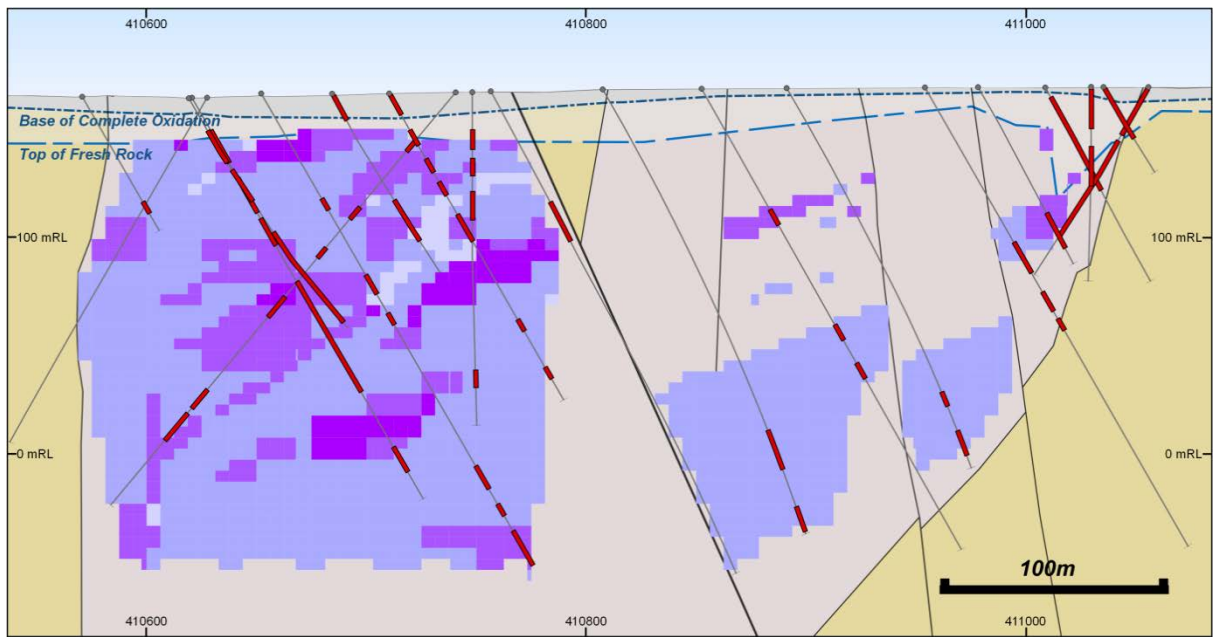 410600 410800 411000
Base of Complete Oxidation
Top of Fresh Rock
100 mRL 100 mRL
0 mRL 0 mRL
100m
410600 410800 411000